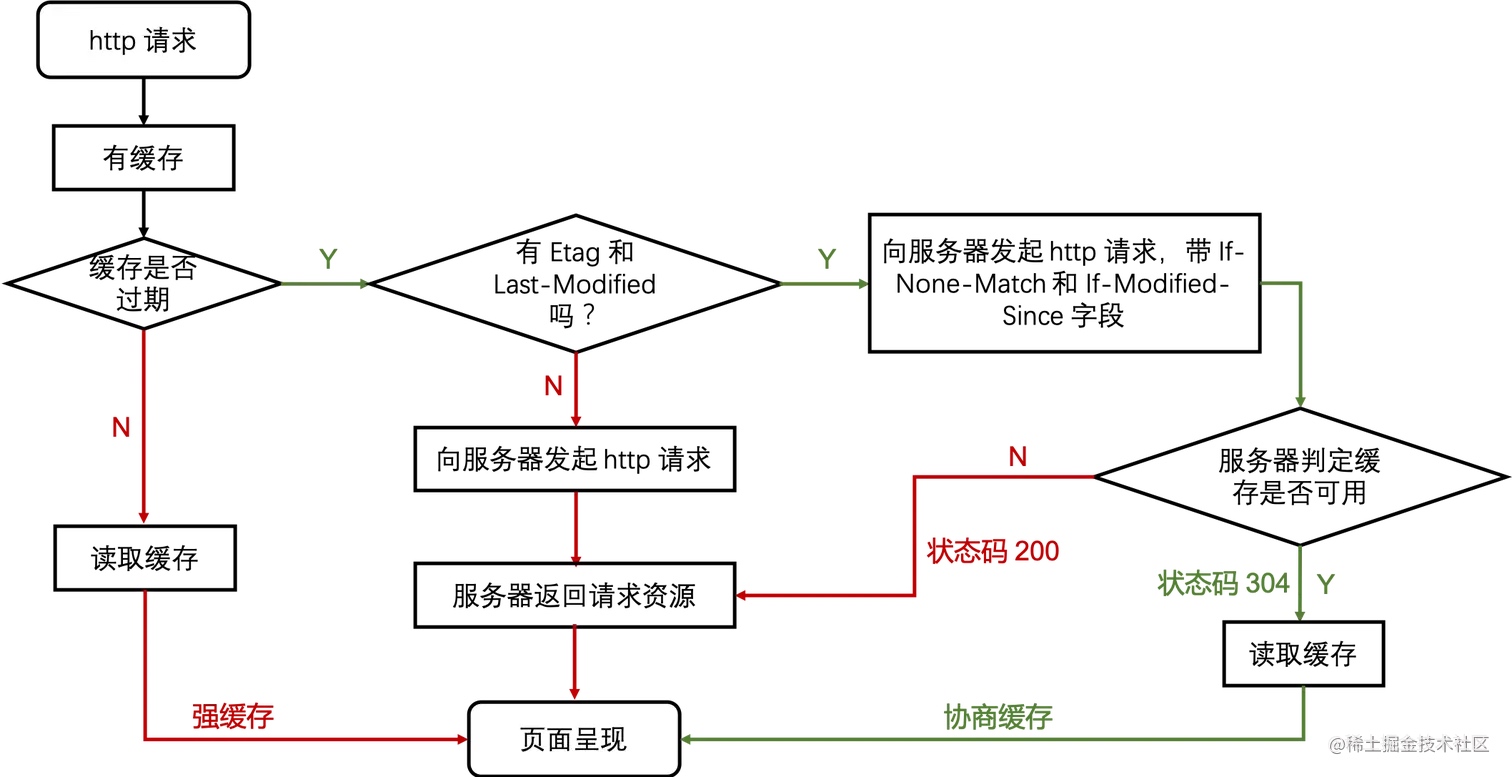 http 请求
有缓存
缓存是否
过期
Y
有 Etag 和
Last-Modified
吗？
Y
向服务器发起 http 请求，带 If-
None-Match 和 If-Modified-
Since 字段
N
N
向服务器发起 http 请求
N
服务器判定缓
存是否可用
状态码 200
读取缓存
服务器返回请求资源
状态码 304
Y
读取缓存
强缓存
页面呈现
协商缓存
@稀土掘金技术社区